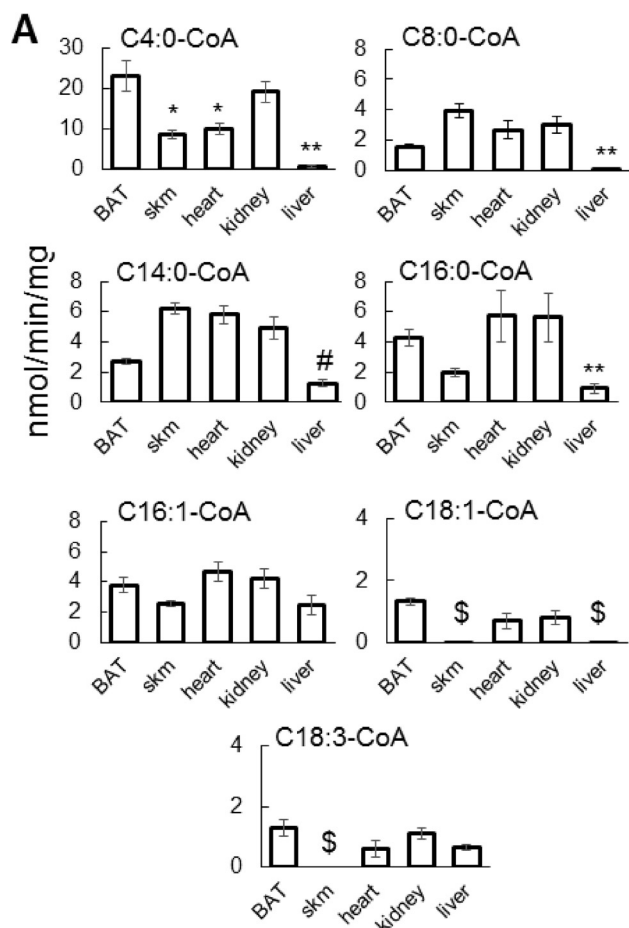 A
nmol/min/mg
C4:0-CoA
30
20
10
0
*
*
**
BAT
skm
heart
kidney
liver
C8:0-CoA
8
6
4
2
0
**
BAT
skm
heart
kidney
liver
C14:0-CoA
8
6
4
2
0
#
BAT
skm
heart
kidney
liver
C16:0-CoA
8
6
4
2
0
**
BAT
skm
heart
kidney
liver
C16:1-CoA
8
6
4
2
0
BAT
skm
heart
kidney
liver
C18:1-CoA
4
2
0
$
$
BAT
skm
heart
kidney
liver
C18:3-CoA
4
2
0
$
BAT
skm
heart
kidney
liver